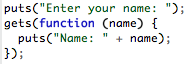 puts("Enter your name: ");
gets(function (name) {
  puts("Name: " + name);
});